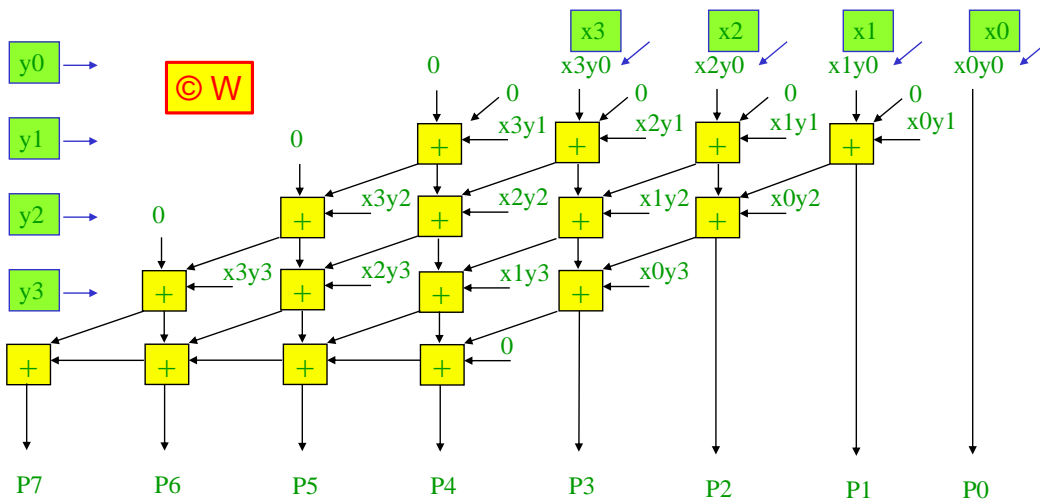 x3 x2 x1 x0
y0 © W 0 x3y0 x2y0 x1y0 x0y0
0 0 0 0
y1 0 + x3y1 + x2y1 + x1y1 + x0y1
y2 0 + x3y2 + x2y2 + x1y2 + x0y2
y3 + x3y3 + x2y3 + x1y3 + x0y3
+ + + + 0
P7 P6 P5 P4 P3 P2 P1 P0